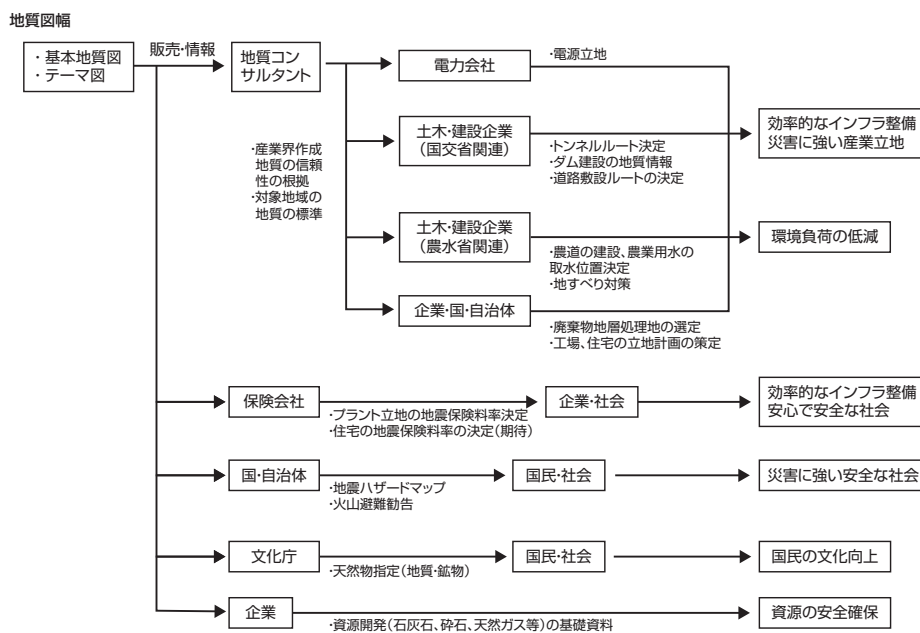 地質図幅
・基本地質図
・テーマ図
販売・情報
地質コン
サルタント
・産業界作成
地質の信頼
性の根拠
・対象地域の
地質の標準
電力会社
・電源立地
土木・建設企業
(国交省関連)
・トンネルルート決定
・ダム建設の地質情報
・道路敷設ルートの決定
効率的なインフラ整備
災害に強い産業立地
土木・建設企業
(農水省関連)
・農道の建設、農業用水の
取水位置決定
・地すべり対策
環境負荷の低減
企業・国・自治体
・廃棄物地層処理地の選定
・工場、住宅の立地計画の策定
保険会社
・プラント立地の地震保険料率決定
・住宅の地震保険料率の決定(期待)
企業・社会
効率的なインフラ整備
安心で安全な社会
国・自治体
・地震ハザードマップ
・火山避難勧告
国民・社会
災害に強い安全な社会
文化庁
・天然物指定(地質・鉱物)
国民・社会
国民の文化向上
企業
・資源開発(石灰石、砕石、天然ガス等)の基礎資料
資源の安全確保